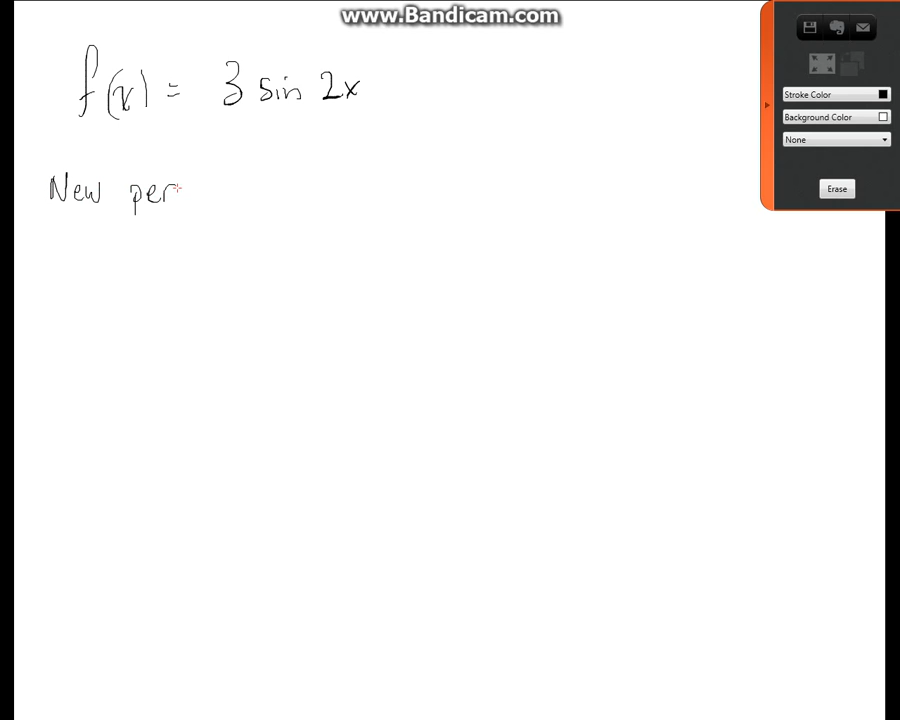 www.Bandicam.com
f(x) = 3 sin 2x
New per
Stroke Color
Background Color
None
Erase